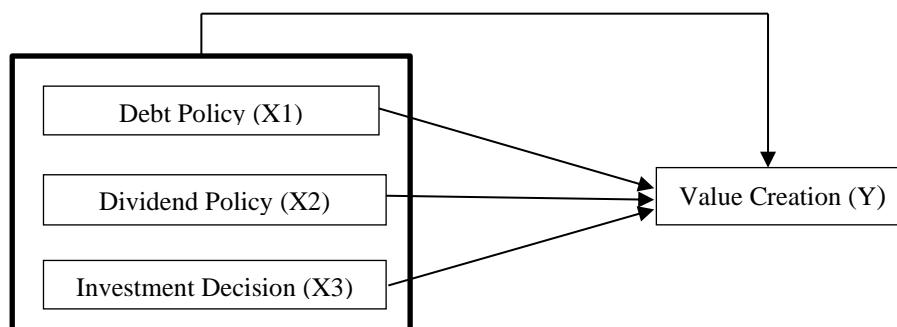 Debt Policy (X1)
Dividend Policy (X2)
Value Creation (Y)
Investment Decision (X3)